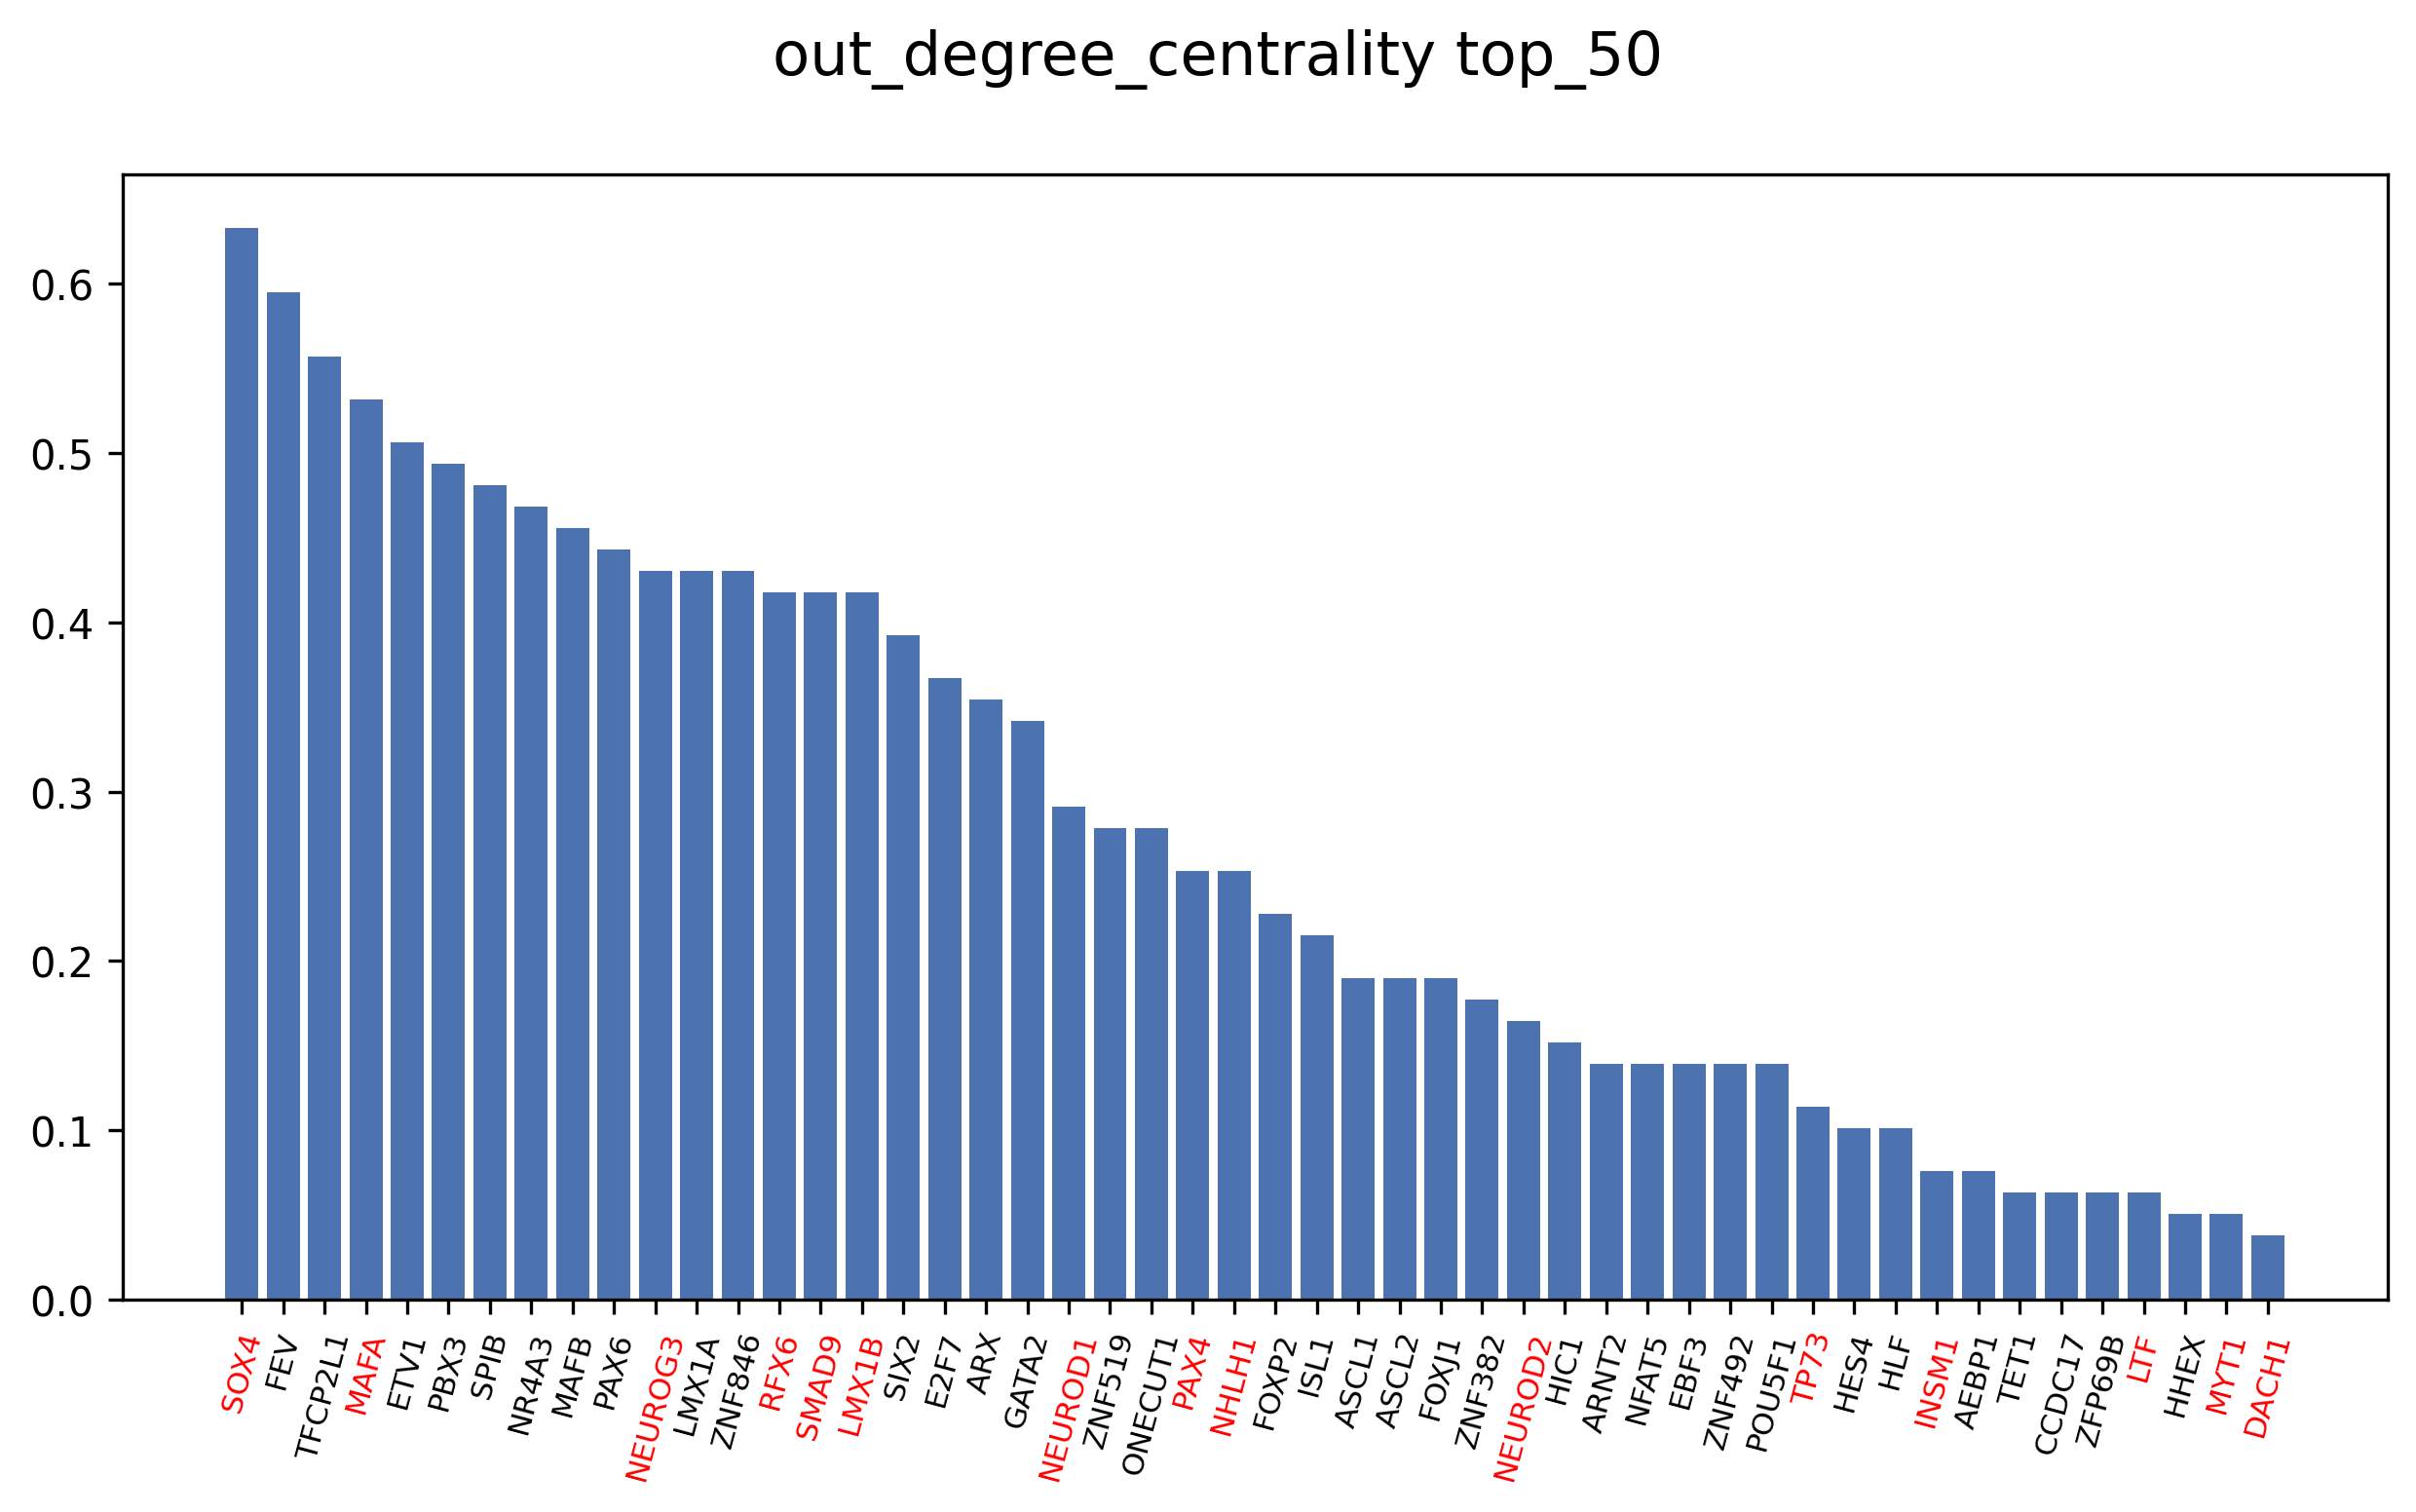 out_degree_centrality top_50
0.6
0.5
0.4
0.3
0.2
0.1
0.0
SOX4
FEV
TFCP2L1
MAFA
ETV1
PBX3
SPIB
NR4A3
MAFB
PAX6
NEUROG3
LMX1A
ZNF846
RFX6
SMAD9
LMX1B
SIX2
E2F7
ARX
GATA2
NEUROD1
ZNF519
ONECUT1
PAX4
NHLH1
FOXP2
ISL1
ASCL1
ASCL2
FOXJ1
ZNF382
NEUROD2
HIC1
ARNT2
NFAT5
EBF3
ZNF492
POU5F1
TP73
HES4
HLF
INSM1
AEBP1
TET1
CCDC17
ZFP69B
LTF
HHEX
MYT1
DACH1